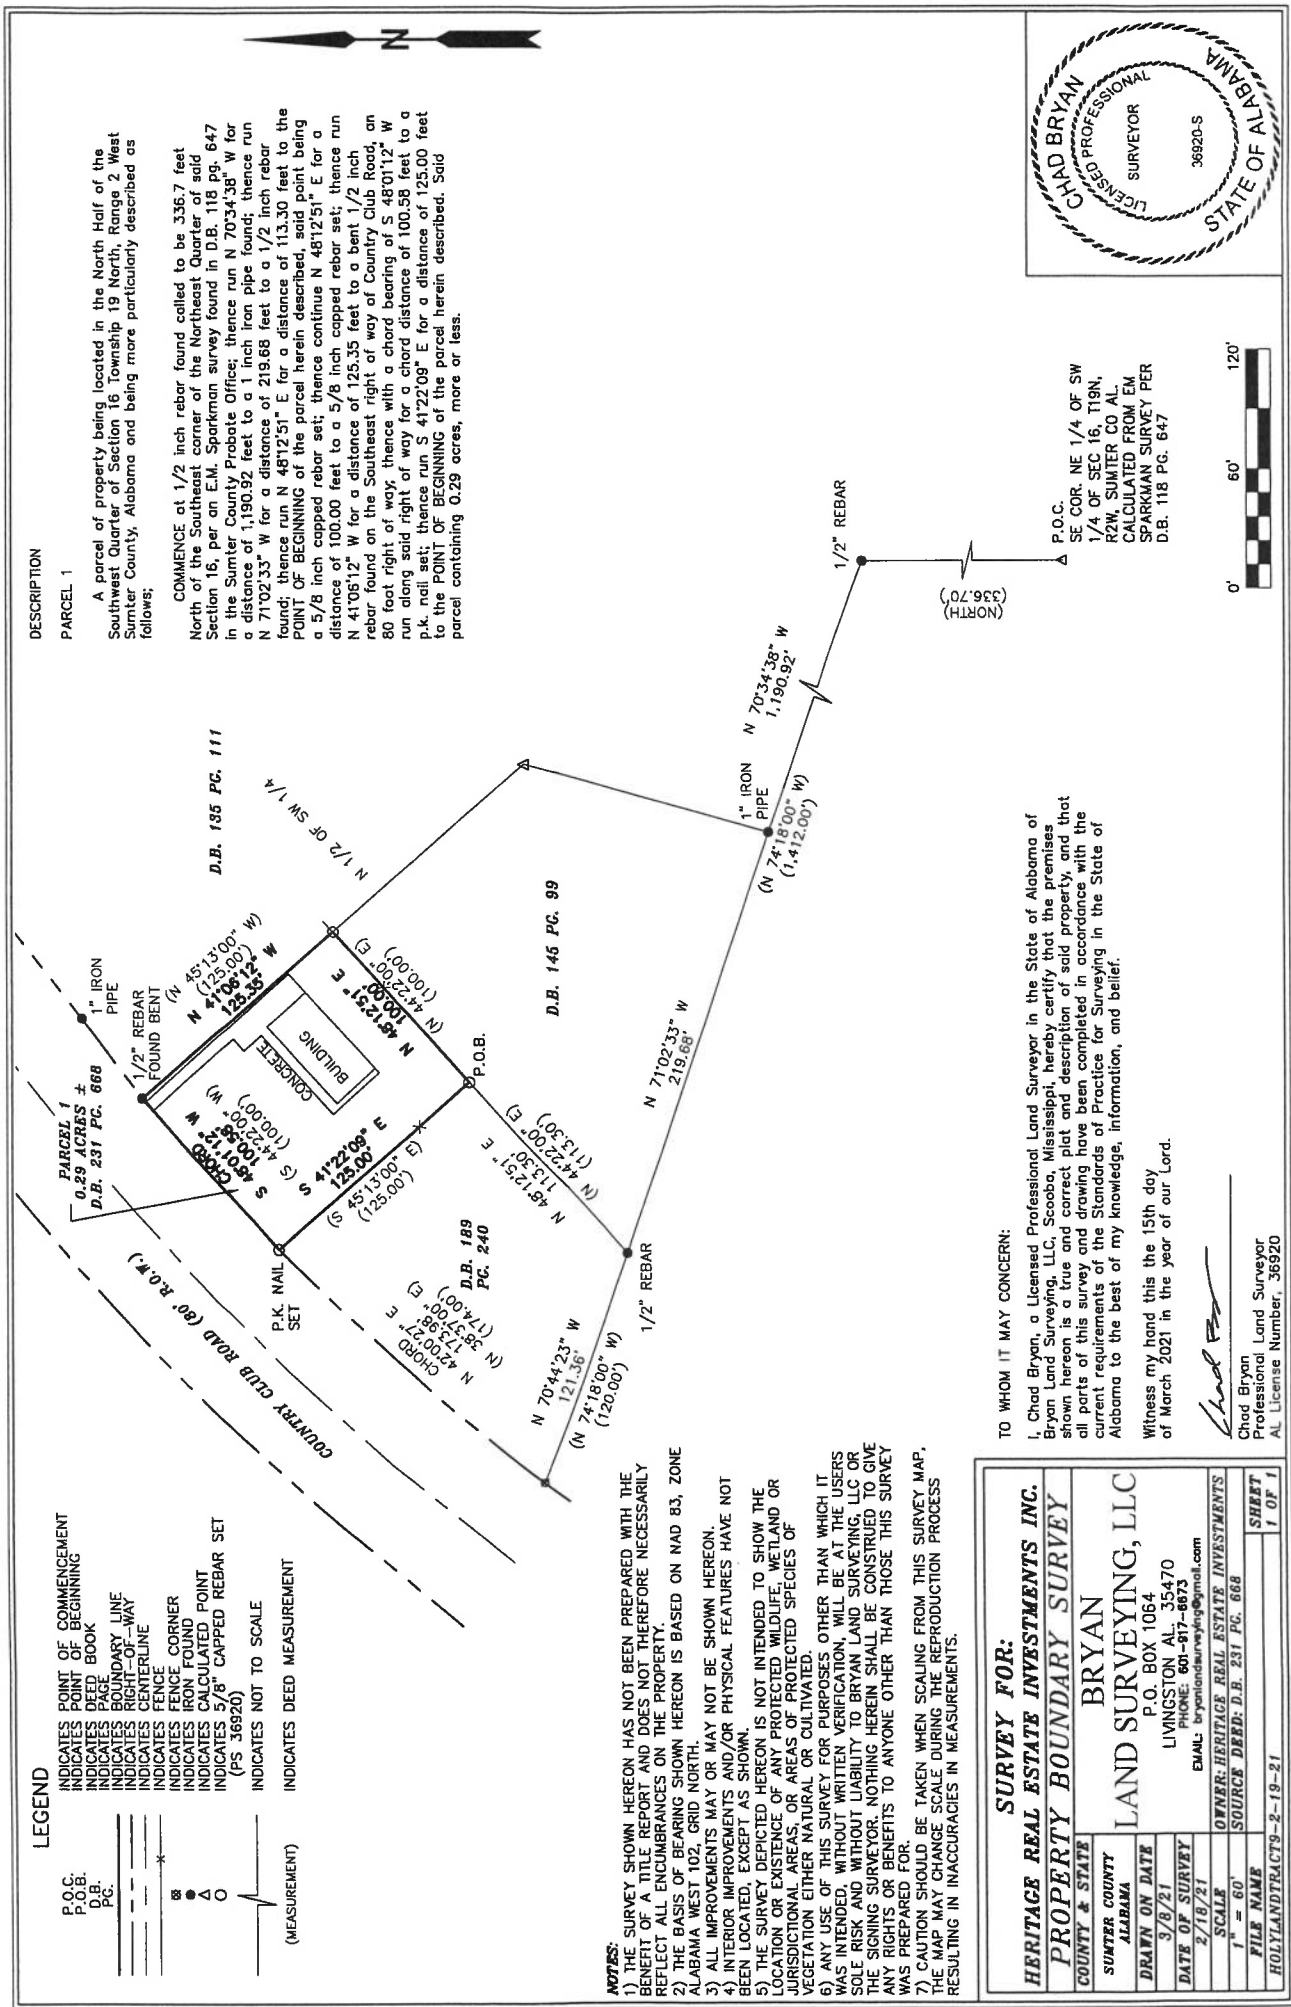 LEGEND
P.O.C. INDICATES POINT OF COMMENCEMENT
P.O.B. INDICATES POINT OF BEGINNING
D.B. INDICATES DEED BOOK
PG. INDICATES PAGE
INDICATES BOUNDARY LINE
INDICATES RIGHT-OF-WAY
INDICATES CENTERLINE
INDICATES FENCE
INDICATES FENCE CORNER
INDICATES IRON FOUND
INDICATES CALCULATED POINT
INDICATES 5/8" CAPPED REBAR SET
(PS 36920)
INDICATES NOT TO SCALE
(MEASUREMENT) INDICATES DEED MEASUREMENT
DESCRIPTION
PARCEL 1
A parcel of property being located in the North Half of the
Southwest Quarter of Section 16 Township 19 North, Range 2 West
Sumter County, Alabama and being more particularly described as
follows;
COMMENCE at 1/2 inch rebar found called to be 336.7 feet
North of the Southeast corner of the Northeast Quarter of said
Section 16, per an E.M. Sparkman survey found in D.B. 118 pg. 647
in the Sumter County Probate Office; thence run N 70°34'38" W for
a distance of 1,190.92 feet to a 1 inch iron pipe found; thence run
N 71°02'33" W for a distance of 219.68 feet to a 1/2 inch rebar
found; thence run N 48°12'51" E for a distance of 113.30 feet to the
POINT OF BEGINNING of the parcel herein described, said point being
a 5/8 inch capped rebar set; thence continue N 48°12'51" E for a
distance of 100.00 feet to a 5/8 inch capped rebar set; thence run
N 41°06'12" W for a distance of 125.35 feet to a bent 1/2 inch
rebar found on the Southeast right of way of Country Club Road, an
80 foot right of way; thence with a chord bearing of S 48°01'12" W
run along said right of way for a chord distance of 100.58 feet to a
p.k. nail set; thence run S 41°22'09" E for a distance of 125.00 feet
to the POINT OF BEGINNING of the parcel herein described. Said
parcel containing 0.29 acres, more or less.
N
PARCEL 1
0.29 ACRES ±
D.B. 231 PG. 668
1" IRON
PIPE
1/2" REBAR
FOUND BENT
(N 45°13'00" W)
(125.00')
N 41°06'12" W
125.35'
D.B. 135 PG. 111
N 1/2 OF SW 1/4
CHORD
S 48°01'12" W
100.58'
(S 44°22'00" W)
(100.00')
CONCRETE
BUILDING
N 48°12'51" E
100.00'
(N 44°22'00" E)
(100.00')
S 41°22'09" E
125.00'
(S 45°13'00" E)
(125.00')
P.O.B.
P.K. NAIL
SET
COUNTRY CLUB ROAD (80' R.O.W.)
D.B. 145 PG. 99
D.B. 189
PG. 240
CHORD
N 42°00'27" E
173.98'
(N 38°37'00" E)
(174.00')
N 48°12'51" E
113.30'
(N 44°22'00" E)
(113.30')
N 70°44'23" W
121.36'
(N 74°18'00" W)
(120.00')
1/2" REBAR
N 71°02'33" W
219.68'
1" IRON
PIPE
(N 74°18'00" W)
(1,412.00')
N 70°34'38" W
1,190.92'
1/2" REBAR
(NORTH)
(336.70')
P.O.C.
SE COR. NE 1/4 OF SW
1/4 OF SEC 16, T19N,
R2W, SUMTER CO AL.
CALCULATED FROM EM
SPARKMAN SURVEY PER
D.B. 118 PG. 647
0' 60' 120'
NOTES:
1) THE SURVEY SHOWN HEREON HAS NOT BEEN PREPARED WITH THE
BENEFIT OF A TITLE REPORT AND DOES NOT THEREFORE NECESSARILY
REFLECT ALL ENCUMBRANCES ON THE PROPERTY.
2) THE BASIS OF BEARING SHOWN HEREON IS BASED ON NAD 83, ZONE
ALABAMA WEST 102, GRID NORTH.
3) ALL IMPROVEMENTS MAY OR MAY NOT BE SHOWN HEREON.
4) INTERIOR IMPROVEMENTS AND/OR PHYSICAL FEATURES HAVE NOT
BEEN LOCATED, EXCEPT AS SHOWN.
5) THE SURVEY DEPICTED HEREON IS NOT INTENDED TO SHOW THE
LOCATION OR EXISTENCE OF ANY PROTECTED WILDLIFE, WETLAND OR
JURISDICTIONAL AREAS, OR AREAS OF PROTECTED SPECIES OF
VEGETATION EITHER NATURAL OR CULTIVATED.
6) ANY USE OF THIS SURVEY FOR PURPOSES OTHER THAN WHICH IT
WAS INTENDED, WITHOUT WRITTEN VERIFICATION, WILL BE AT THE USERS
SOLE RISK AND WITHOUT LIABILITY TO BRYAN LAND SURVEYING, LLC OR
THE SIGNING SURVEYOR. NOTHING HEREIN SHALL BE CONSTRUED TO GIVE
ANY RIGHTS OR BENEFITS TO ANYONE OTHER THAN THOSE THIS SURVEY
WAS PREPARED FOR.
7) CAUTION SHOULD BE TAKEN WHEN SCALING FROM THIS SURVEY MAP,
THE MAP MAY CHANGE SCALE DURING THE REPRODUCTION PROCESS
RESULTING IN INACCURACIES IN MEASUREMENTS.
SURVEY FOR:
HERITAGE REAL ESTATE INVESTMENTS INC.
PROPERTY BOUNDARY SURVEY
COUNTY & STATE
SUMTER COUNTY
ALABAMA
DRAWN ON DATE
3/8/21
DATE OF SURVEY
2/18/21
SCALE
1" = 60'
FILE NAME
HOLYLANDTRACT9-2-19-21
BRYAN
LAND SURVEYING, LLC
P.O. BOX 1064
LIVINGSTON AL. 35470
PHONE: 601-917-6673
EMAIL: bryanlandsurveying@gmail.com
OWNER: HERITAGE REAL ESTATE INVESTMENTS
SOURCE DEED: D.B. 231 PG. 668
SHEET
1 OF 1
TO WHOM IT MAY CONCERN:
I, Chad Bryan, a Licensed Professional Land Surveyor in the State of Alabama of
Bryan Land Surveying, LLC, Scooba, Mississippi, hereby certify that the premises
shown hereon is a true and correct plat and description of said property, and that
all parts of this survey and drawing have been completed in accordance with the
current requirements of the Standards of Practice for Surveying in the State of
Alabama to the best of my knowledge, information, and belief.
Witness my hand this the 15th day
of March 2021 in the year of our Lord.
Chad Bryan
Professional Land Surveyor
AL License Number, 36920
CHAD BRYAN
LICENSED PROFESSIONAL
SURVEYOR
36920-S
STATE OF ALABAMA